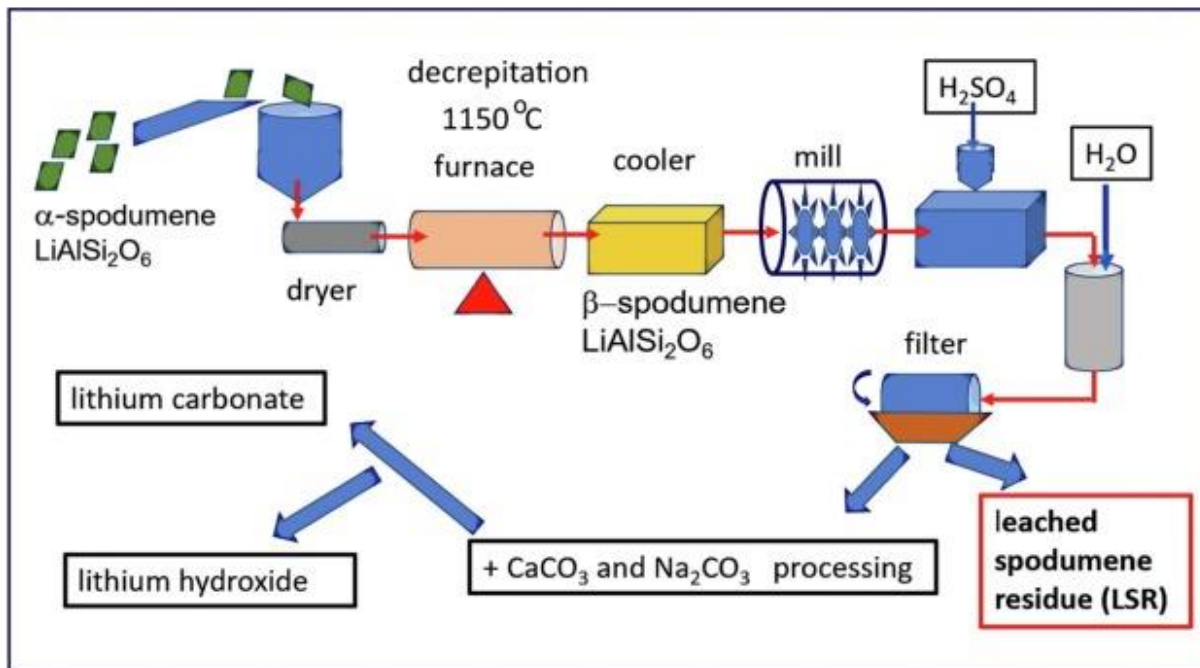 decrepitation
1150 °C
furnace
cooler
mill
H₂SO₄
H₂O
α-spodumene
LiAlSi₂O₆
dryer
β–spodumene
LiAlSi₂O₆
filter
lithium carbonate
lithium hydroxide
+ CaCO₃ and Na₂CO₃ processing
leached
spodumene
residue (LSR)